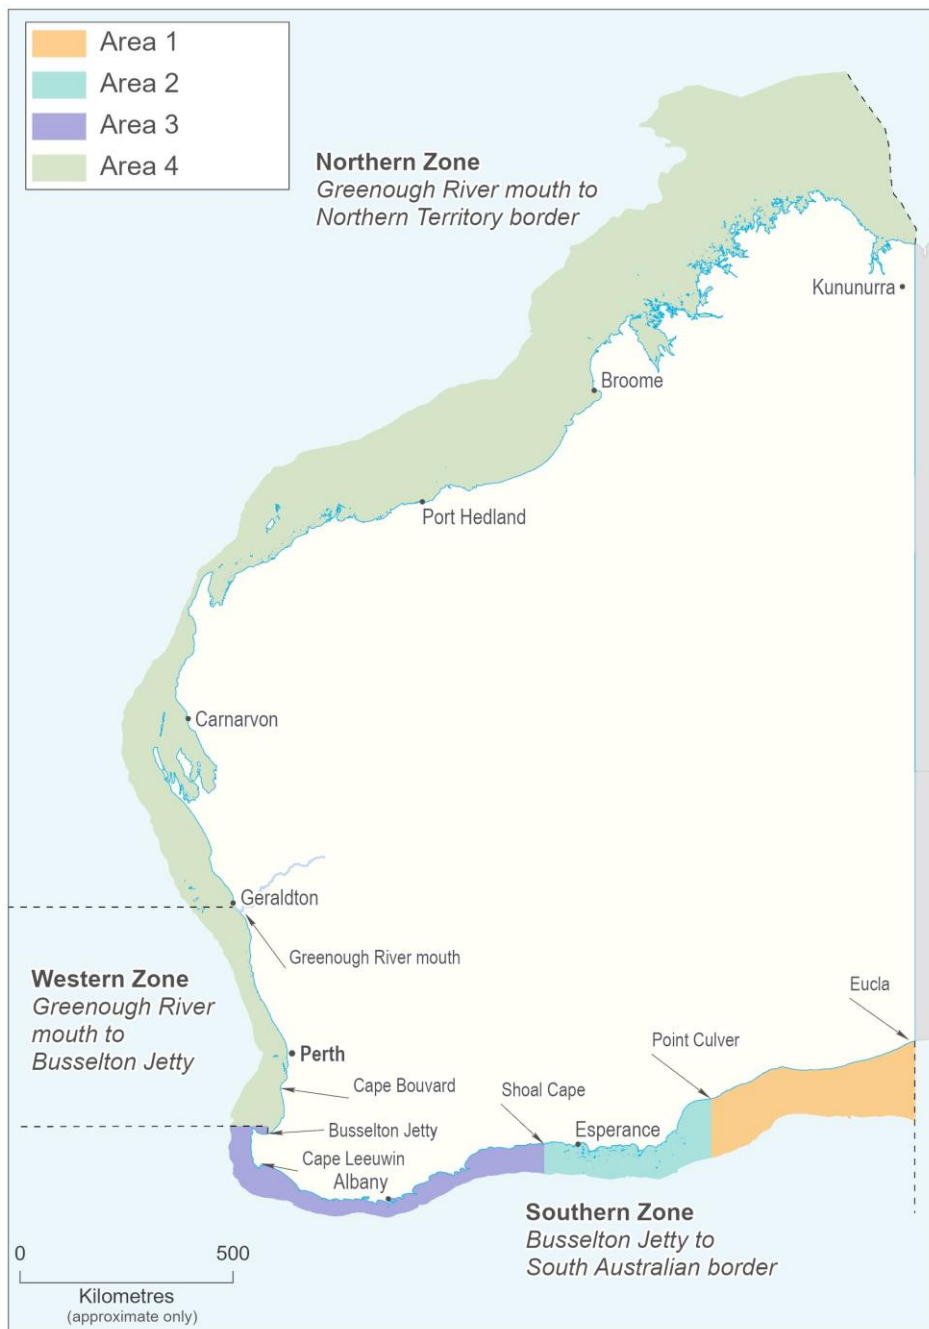 Area 1
Area 2
Area 3
Area 4
Northern Zone
Greenough River mouth to
Northern Territory border
Kununurra
Broome
Port Hedland
Carnarvon
Geraldton
Greenough River mouth
Western Zone
Greenough River
mouth to
Busselton Jetty
Eucla
Point Culver
Perth
Cape Bouvard
Shoal Cape
Busselton Jetty
Esperance
Cape Leeuwin
Albany
Southern Zone
Busselton Jetty to
South Australian border
0 500
Kilometres
(approximate only)